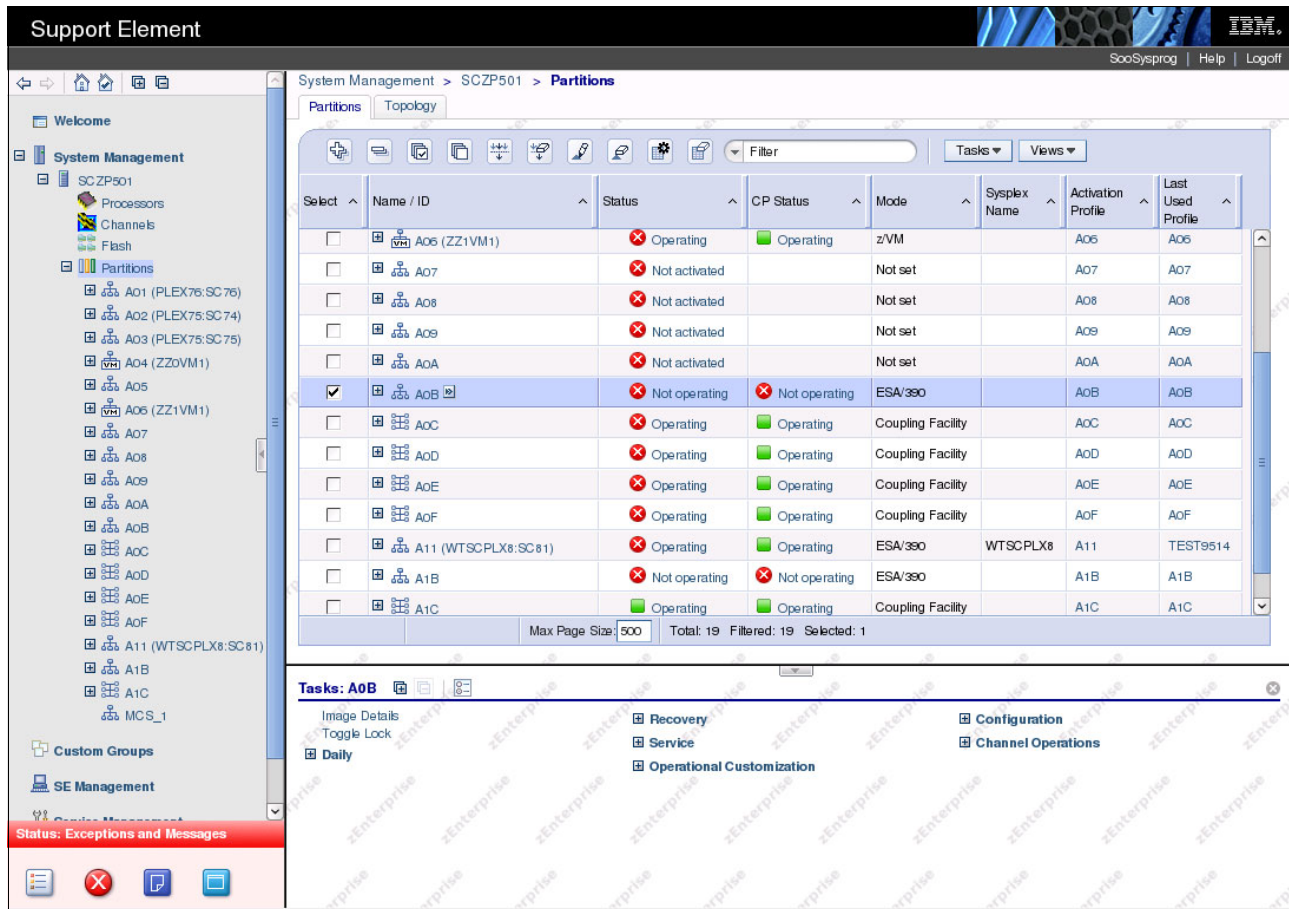 Support Element
IBM.
SooSysprog | Help | Logoff
Welcome
System Management
SCZP501
Processors
Channels
Flash
Partitions
A01 (PLEX76:SC76)
A02 (PLEX75:SC74)
A03 (PLEX75:SC75)
VM A04 (ZZ0VM1)
A05
VM A06 (ZZ1VM1)
A07
A08
A09
A0A
A0B
A0C
A0D
A0E
A0F
A11 (WTSCPLX8:SC81)
A1B
A1C
MCS_1
Custom Groups
SE Management
Status: Exceptions and Messages
System Management > SCZP501 > Partitions
Partitions Topology
Filter Tasks Views
Select Name / ID Status CP Status Mode Sysplex Name Activation Profile Last Used Profile
VM A06 (ZZ1VM1) Operating Operating z/VM A06 A06
A07 Not activated Not set A07 A07
A08 Not activated Not set A08 A08
A09 Not activated Not set A09 A09
A0A Not activated Not set A0A A0A
A0B Not operating Not operating ESA/390 A0B A0B
A0C Operating Operating Coupling Facility A0C A0C
A0D Operating Operating Coupling Facility A0D A0D
A0E Operating Operating Coupling Facility A0E A0E
A0F Operating Operating Coupling Facility A0F A0F
A11 (WTSCPLX8:SC81) Operating Operating ESA/390 WTSCPLX8 A11 TEST9514
A1B Not operating Not operating ESA/390 A1B A1B
A1C Operating Operating Coupling Facility A1C A1C
Max Page Size: 500 Total: 19 Filtered: 19 Selected: 1
Tasks: A0B
Image Details
Toggle Lock
Daily
Recovery
Service
Operational Customization
Configuration
Channel Operations
zEnterprise